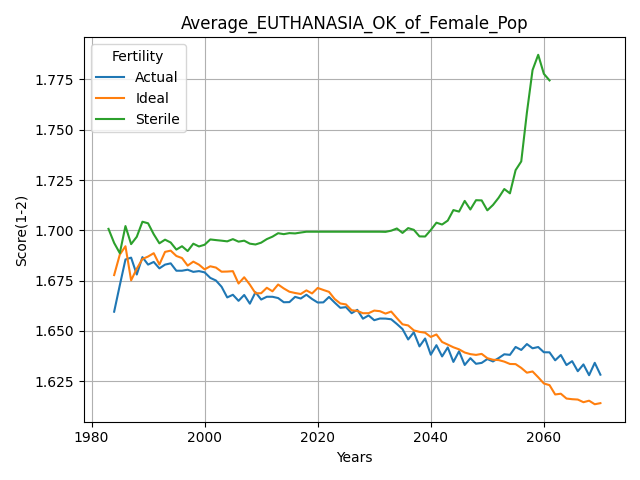 Average_EUTHANASIA_OK_of_Female_Pop
Fertility
Actual
Ideal
Sterile
1.775
1.750
1.725
1.700
1.675
1.650
1.625
Score(1-2)
1980 2000 2020 2040 2060
Years